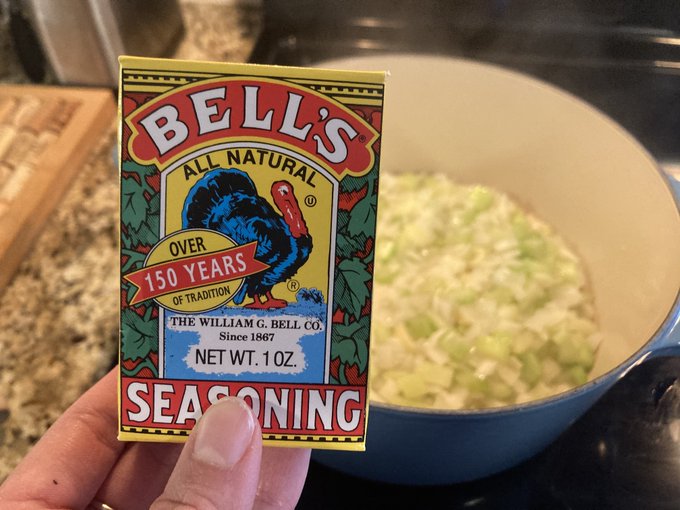 BELL'S
ALL NATURAL
U
OVER
150 YEARS
OF TRADITION
®
THE WILLIAM G. BELL CO.
Since 1867
NET WT. 1 OZ.
SEASONING